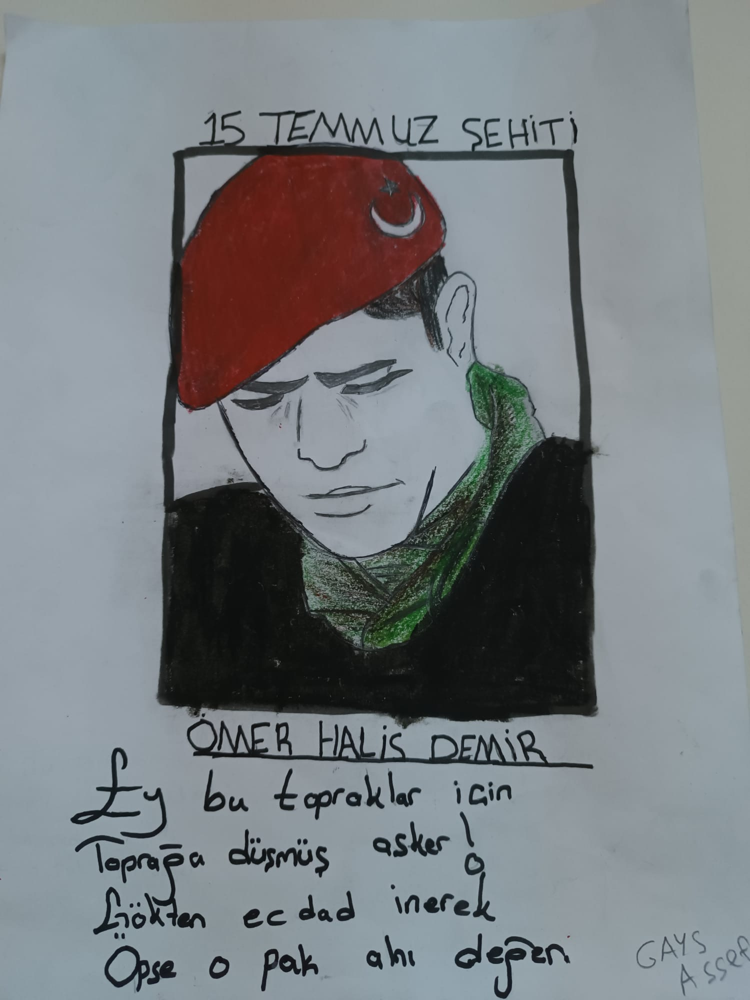 15 TEMMUZ ŞEHİTİ
ÖMER HALİS DEMİR
Ey bu topraklar için
Toprağa düşmüş asker!
Gökten ecdad inerek
Öpse o pak alnı değer.
GAYS
Assef